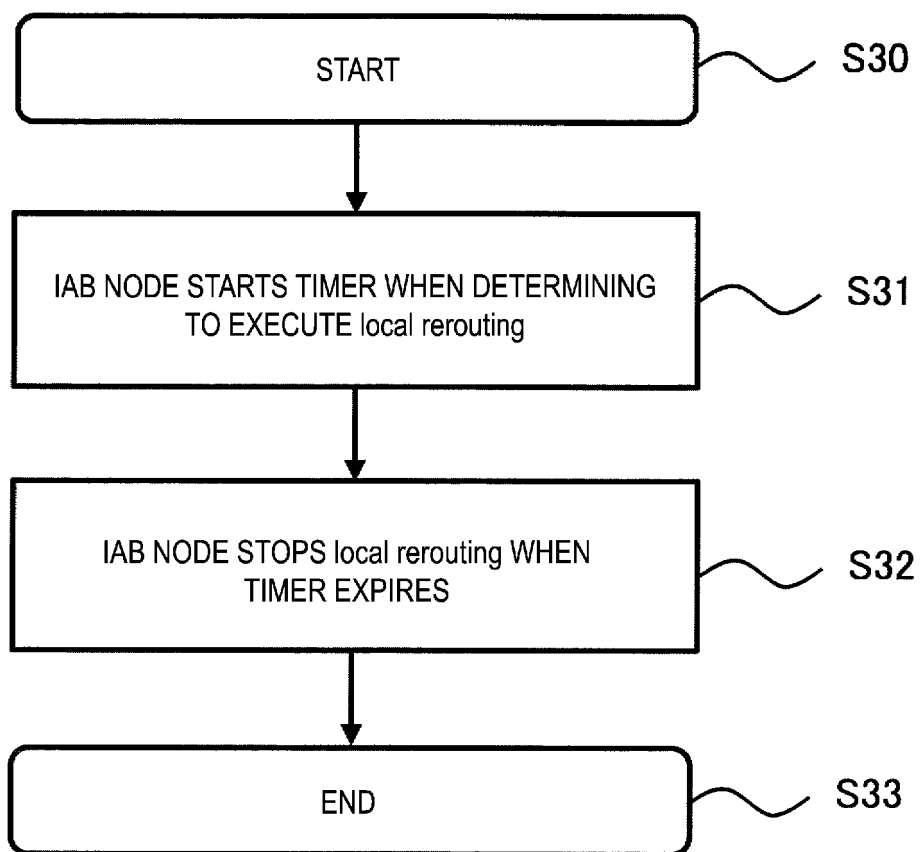 START
S30
IAB NODE STARTS TIMER WHEN DETERMINING
TO EXECUTE local rerouting
S31
IAB NODE STOPS local rerouting WHEN
TIMER EXPIRES
S32
END
S33